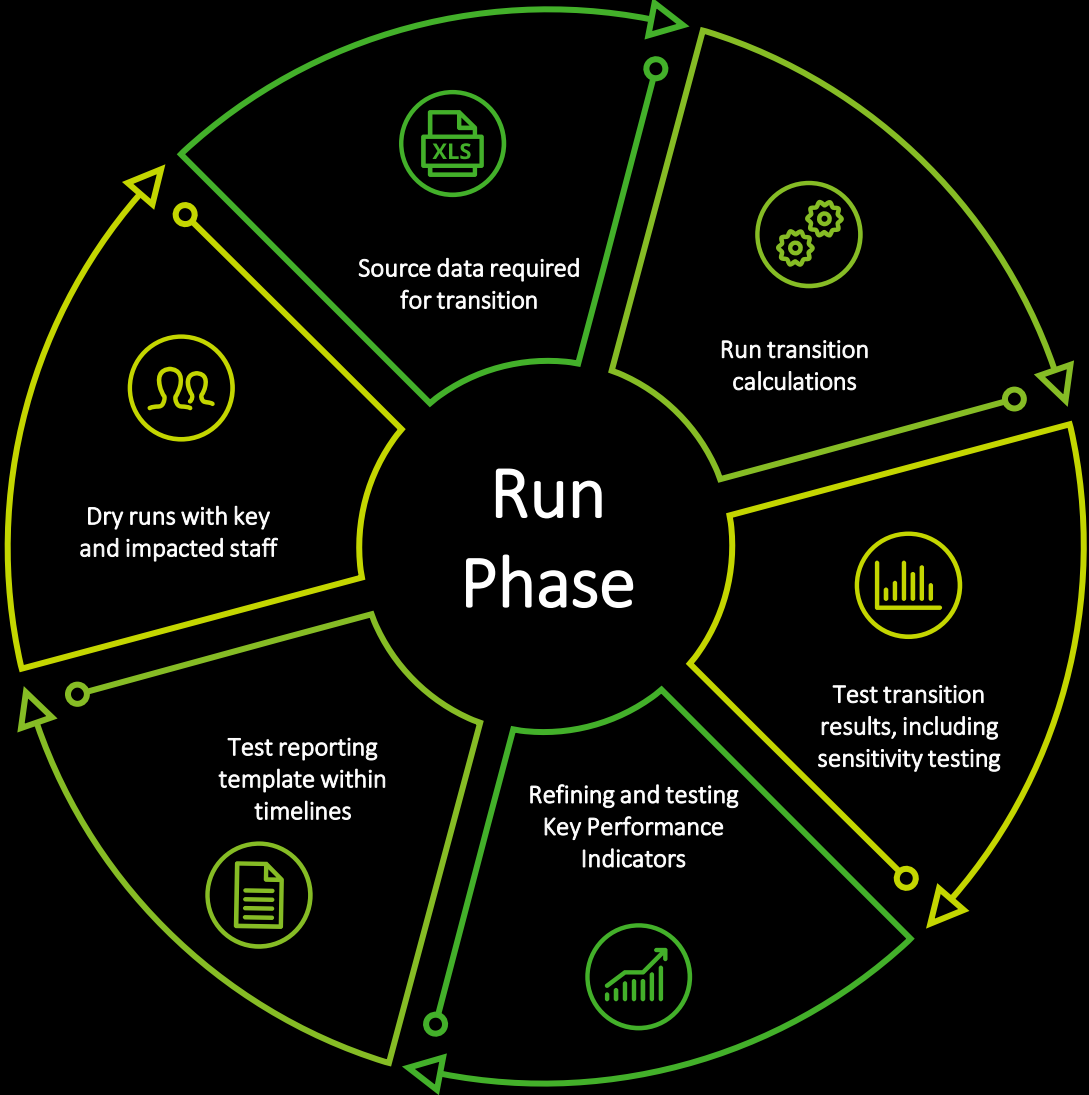 XLS
Source data required
for transition
Run transition
calculations
Test transition
results, including
sensitivity testing
Refining and testing
Key Performance
Indicators
Test reporting
template within
timelines
Dry runs with key
and impacted staff
Run
Phase